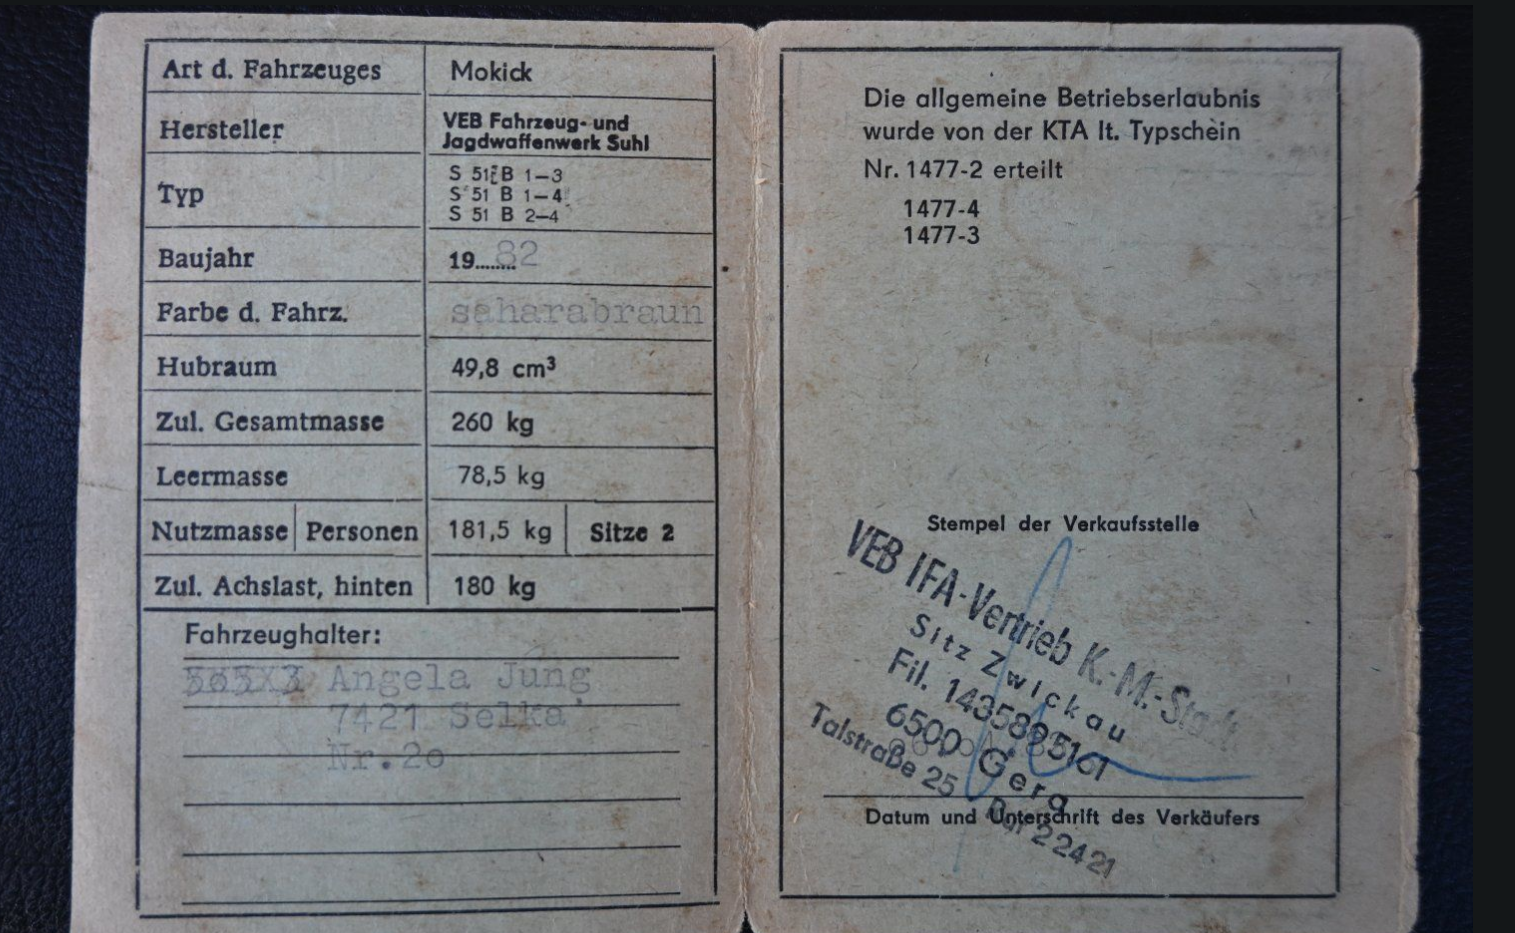 Art d. Fahrzeuges Mokick
Hersteller VEB Fahrzeug- und
Jagdwaffenwerk Suhl
Typ S 51 B 1–3
S 51 B 1–4
S 51 B 2–4
Baujahr 19........82
Farbe d. Fahrz. saharabraun
Hubraum 49,8 cm³
Zul. Gesamtmasse 260 kg
Leermasse 78,5 kg
Nutzmasse Personen 181,5 kg Sitze 2
Zul. Achslast, hinten 180 kg
Fahrzeughalter:
Angela Jung
7421 Selka
Nr.2o
Die allgemeine Betriebserlaubnis
wurde von der KTA lt. Typschein
Nr. 1477-2 erteilt
1477-4
1477-3
Stempel der Verkaufsstelle
VEB IFA-Vertrieb K.-M.-Stadt
Sitz Zwickau
Fil.
6500 Gera
Talstraße 25 Ruf 22421
Datum und Unterschrift des Verkäufers